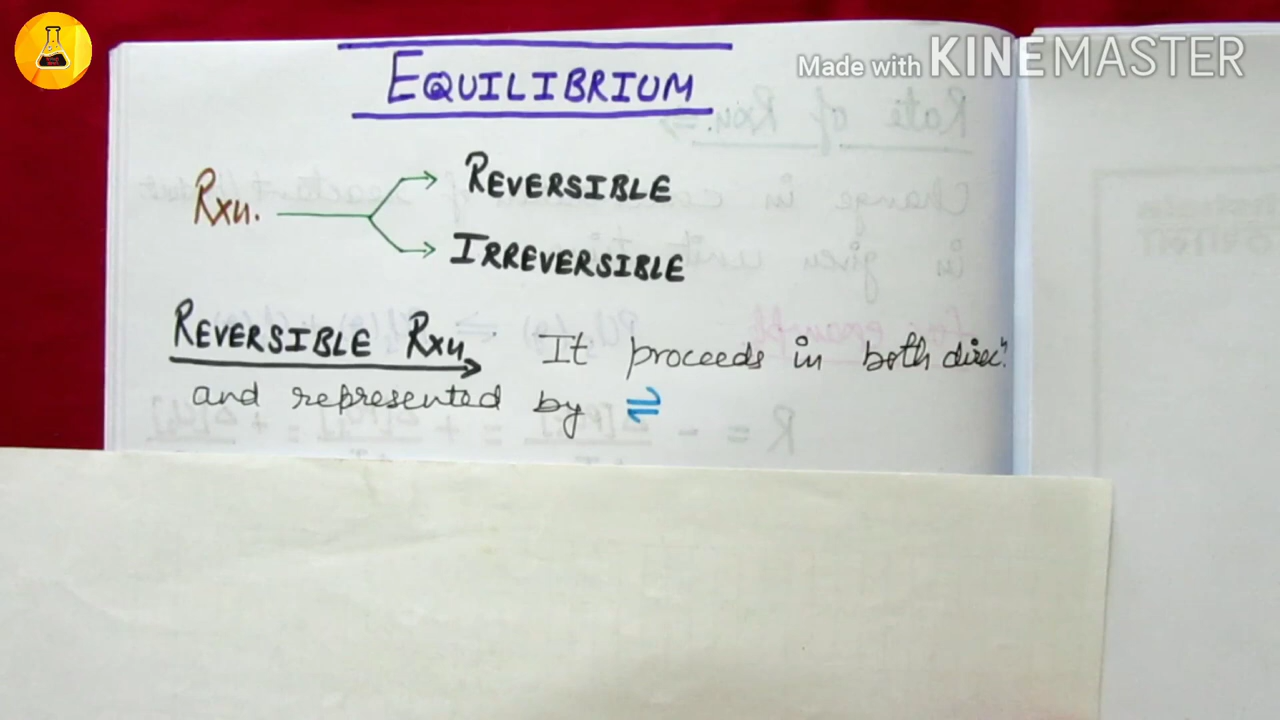 Made with KINEMASTER
EQUILIBRIUM
Rxn.
REVERSIBLE
IRREVERSIBLE
REVERSIBLE Rxn It proceeds in both direcⁿ.
and represented by ⇌